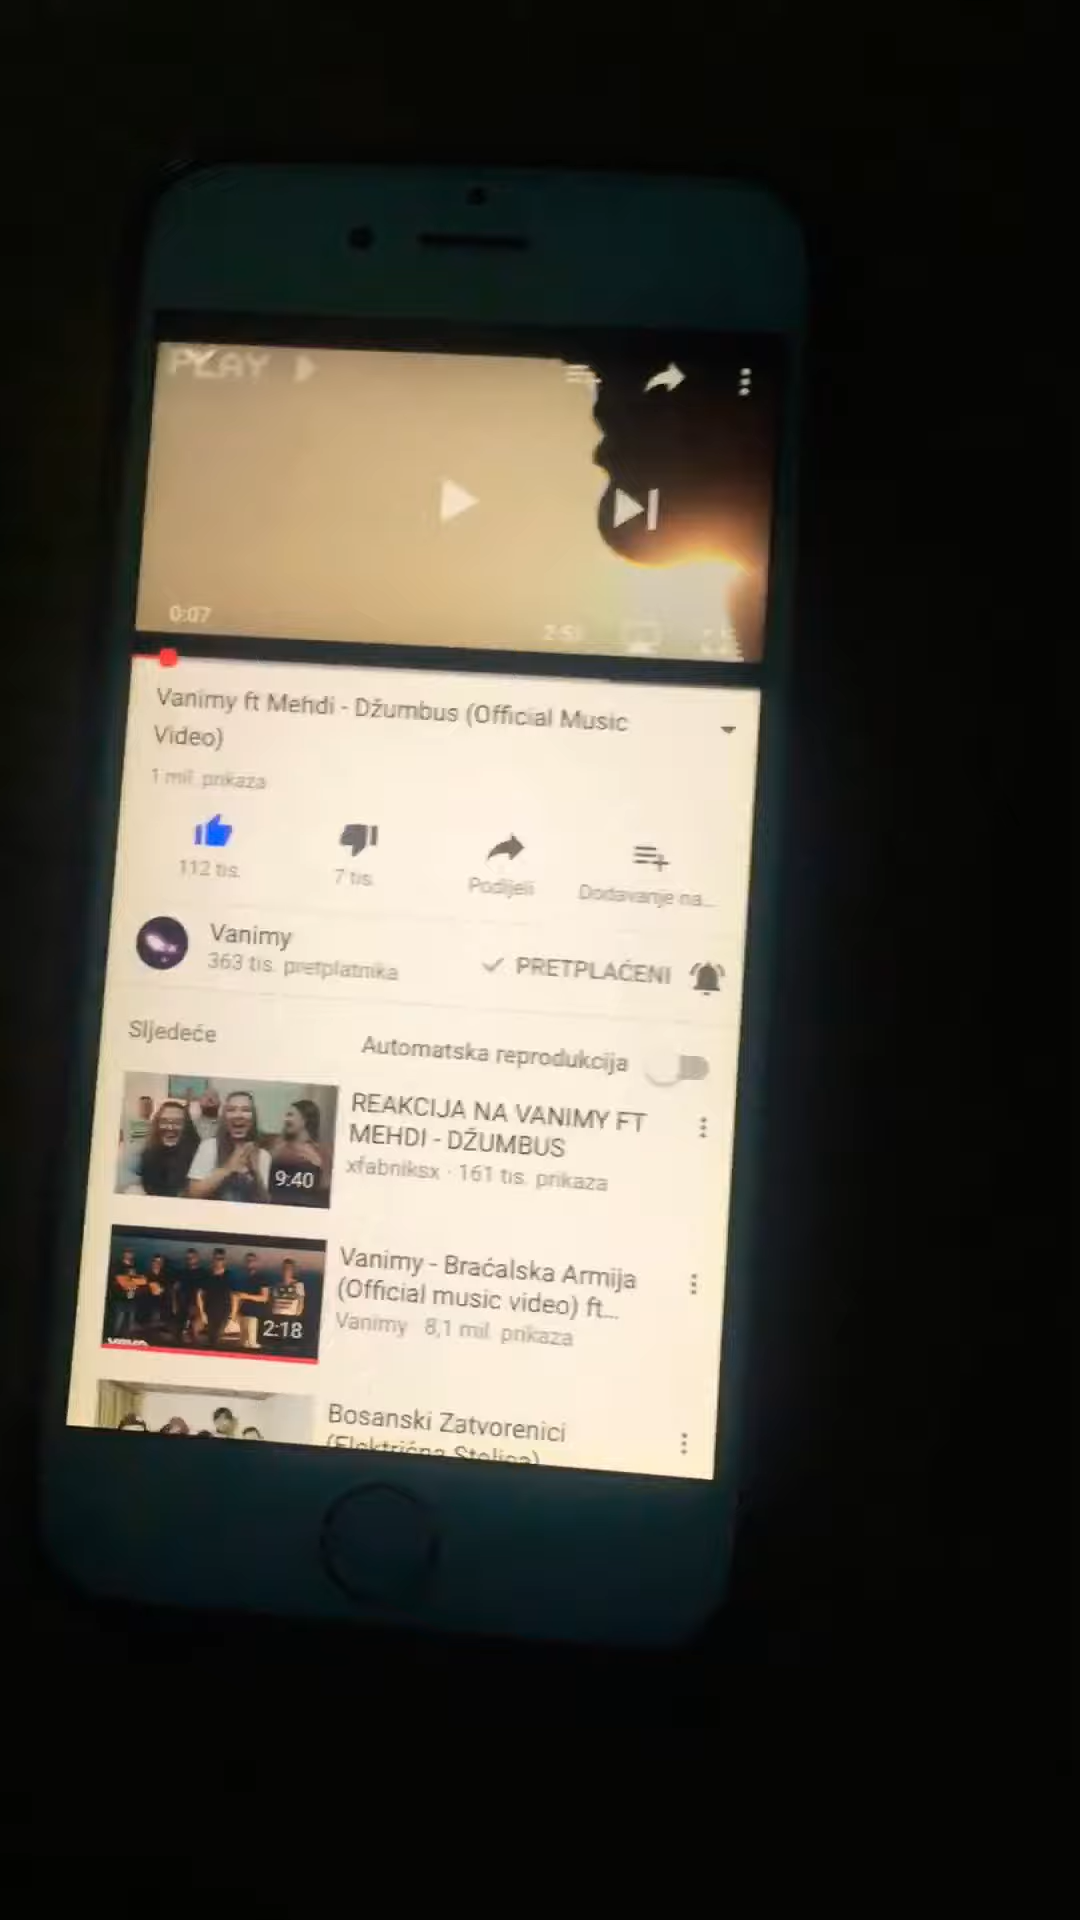 PLAY
0:07
Vanimy ft Mehdi - Džumbus (Official Music
Video)
1 mil. prikaza
112 tis.
7 tis.
Podijeli
Dodavanje na...
Vanimy
363 tis. pretplatnika
PRETPLAĆENI
Sljedeće
Automatska reprodukcija
9:40
REAKCIJA NA VANIMY FT
MEHDI - DŽUMBUS
xfabniksx · 161 tis. prikaza
2:18
Vanimy - Braćalska Armija
(Official music video) ft...
Vanimy · 8,1 mil. prikaza
Bosanski Zatvorenici
(Električna Stolica)